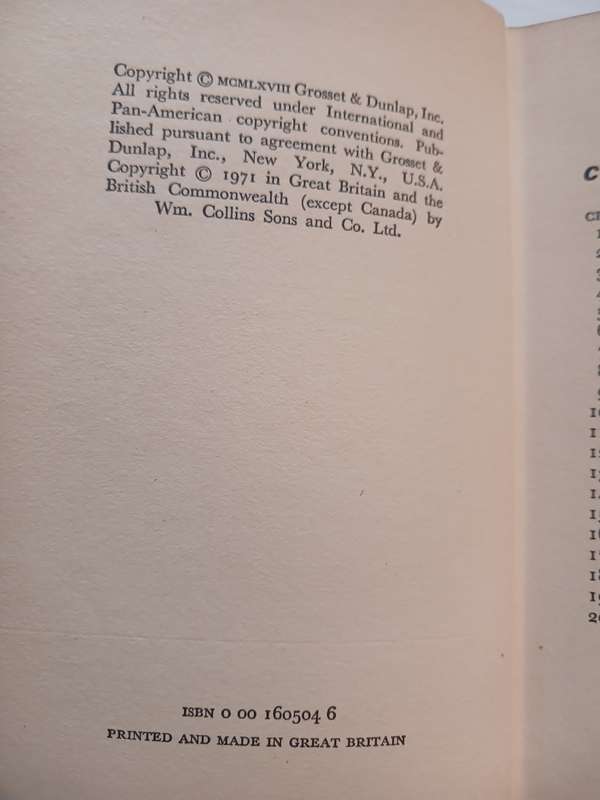 Copyright © MCMLXVIII Grosset & Dunlap, Inc.
All rights reserved under International and
Pan-American copyright conventions. Pub-
lished pursuant to agreement with Grosset &
Dunlap, Inc., New York, N.Y., U.S.A.
Copyright © 1971 in Great Britain and the
British Commonwealth (except Canada) by
Wm. Collins Sons and Co. Ltd.
ISBN 0 00 160504 6
PRINTED AND MADE IN GREAT BRITAIN